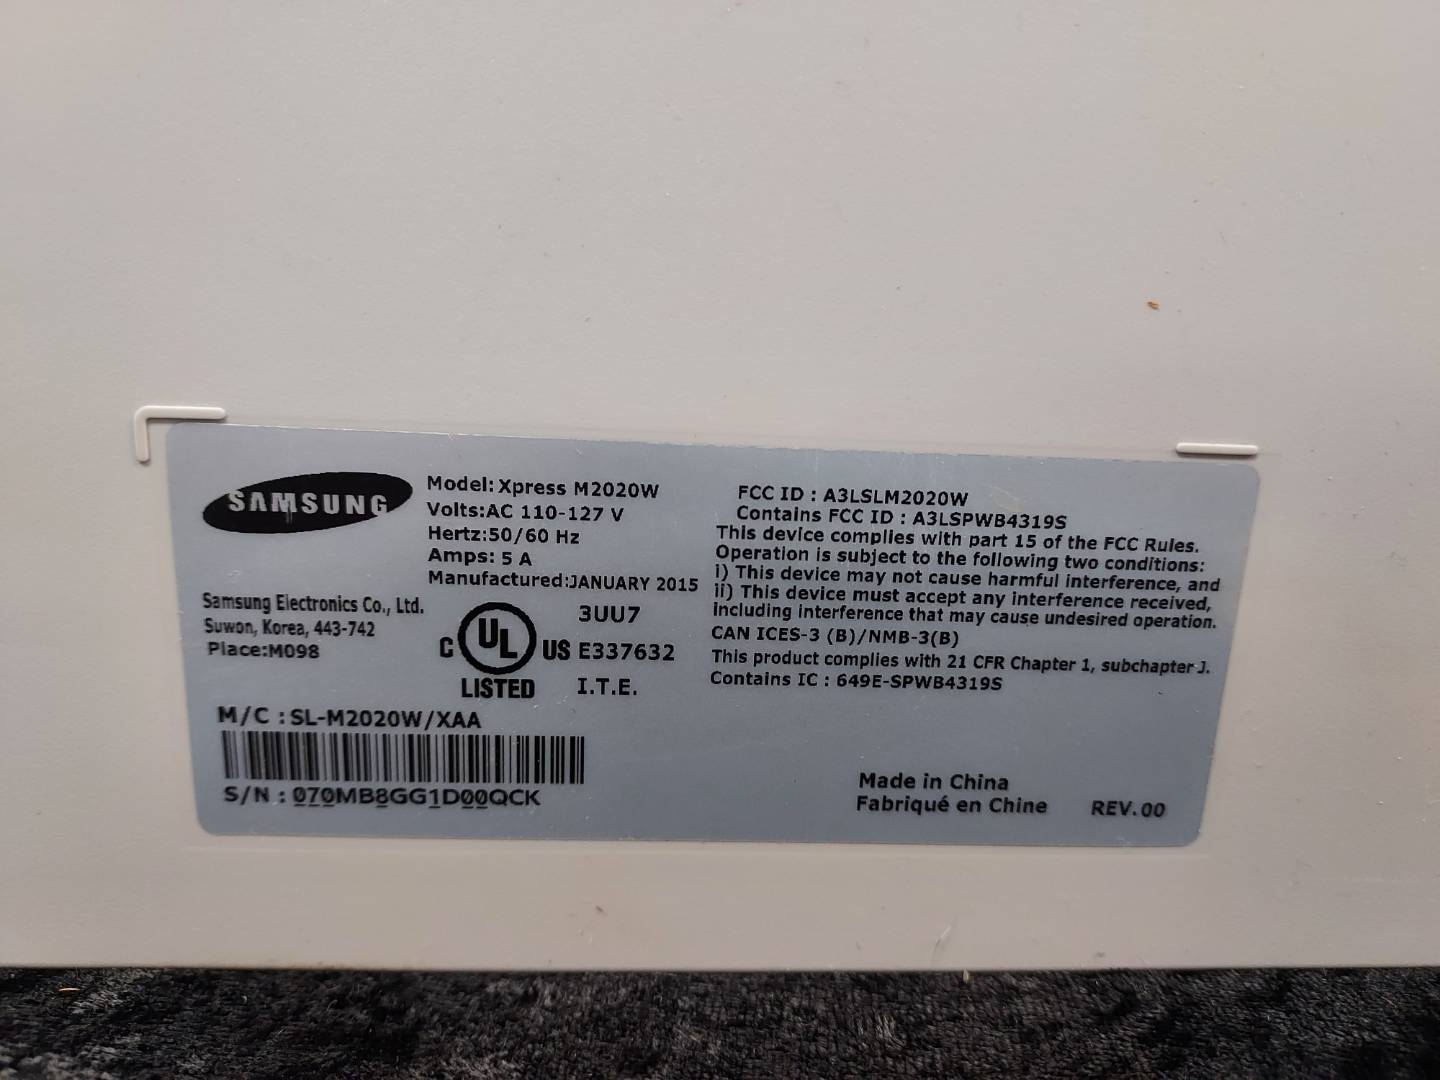 SAMSUNG
Model: Xpress M2020W
Volts:AC 110-127 V
Hertz:50/60 Hz
Amps: 5 A
Manufactured:JANUARY 2015
Samsung Electronics Co., Ltd.
Suwon, Korea, 443-742
Place:M098
C UL US
LISTED
3UU7
E337632
I.T.E.
M/C : SL-M2020W/XAA
S/N : 070MB8GG1D00QCK
FCC ID : A3LSLM2020W
Contains FCC ID : A3LSPWB4319S
This device complies with part 15 of the FCC Rules.
Operation is subject to the following two conditions:
i) This device may not cause harmful interference, and
ii) This device must accept any interference received,
including interference that may cause undesired operation.
CAN ICES-3 (B)/NMB-3(B)
This product complies with 21 CFR Chapter 1, subchapter J.
Contains IC : 649E-SPWB4319S
Made in China
Fabriqué en Chine
REV.00